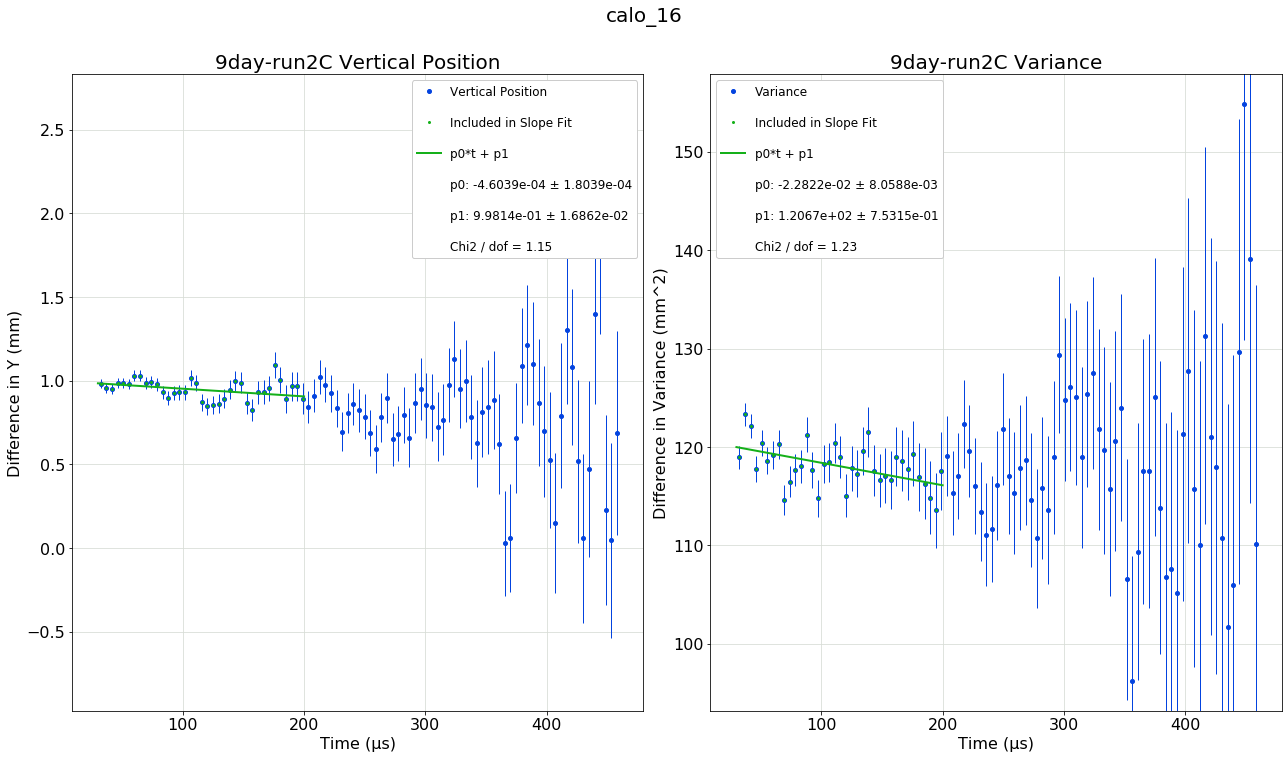 calo_16
9day-run2C Vertical Position
Difference in Y (mm)
2.5
2.0
1.5
1.0
0.5
0.0
−0.5
100
200
300
400
Time (μs)
Vertical Position
Included in Slope Fit
p0*t + p1
p0: -4.6039e-04 ± 1.8039e-04
p1: 9.9814e-01 ± 1.6862e-02
Chi2 / dof = 1.15
9day-run2C Variance
Difference in Variance (mm^2)
150
140
130
120
110
100
100
200
300
400
Time (μs)
Variance
Included in Slope Fit
p0*t + p1
p0: -2.2822e-02 ± 8.0588e-03
p1: 1.2067e+02 ± 7.5315e-01
Chi2 / dof = 1.23